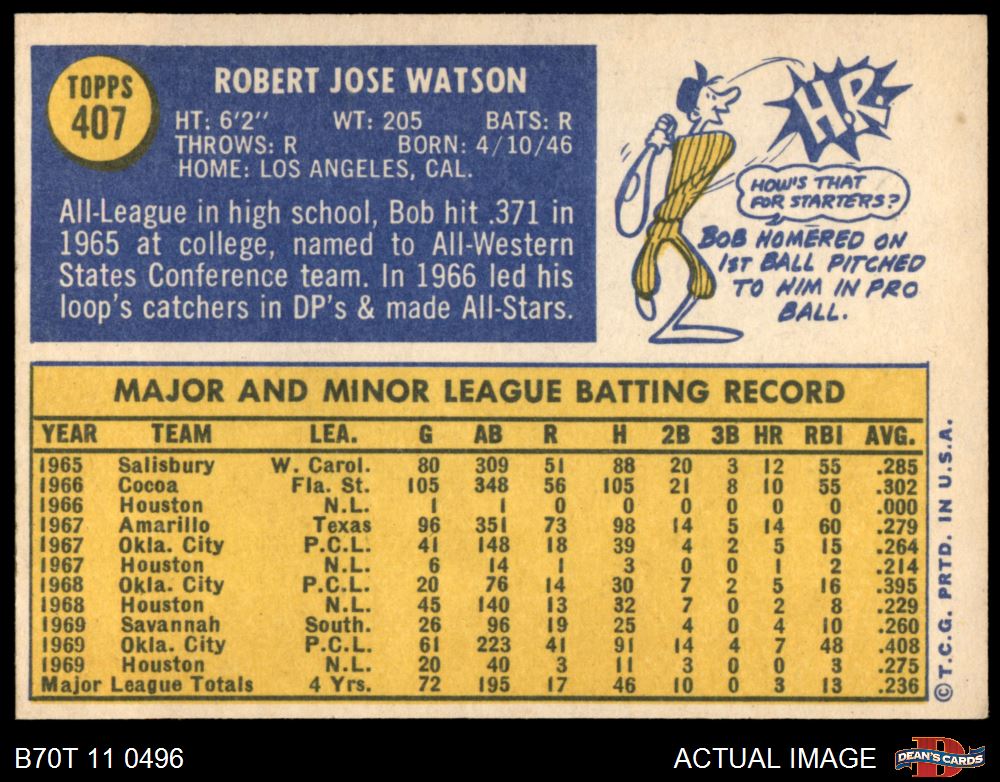 TOPPS
407
ROBERT JOSE WATSON
HT: 6'2" WT: 205 BATS: R
THROWS: R BORN: 4/10/46
HOME: LOS ANGELES, CAL.
All-League in high school, Bob hit .371 in
1965 at college, named to All-Western
States Conference team. In 1966 led his
loop's catchers in DP's & made All-Stars.
H.R.
HOW'S THAT
FOR STARTERS?
BOB HOMERED ON
1ST BALL PITCHED
TO HIM IN PRO
BALL.
MAJOR AND MINOR LEAGUE BATTING RECORD
YEAR TEAM LEA. G AB R H 2B 3B HR RBI AVG.
1965 Salisbury W. Carol. 80 309 51 88 20 3 12 55 .285
1966 Cocoa Fla. St. 105 348 56 105 21 8 10 55 .302
1966 Houston N.L. 1 1 0 0 0 0 0 0 .000
1967 Amarillo Texas 96 351 73 98 14 5 14 60 .279
1967 Okla. City P.C.L. 41 148 18 39 4 2 5 15 .264
1967 Houston N.L. 6 14 1 3 0 0 1 2 .214
1968 Okla. City P.C.L. 20 76 14 30 7 2 5 16 .395
1968 Houston N.L. 45 140 13 32 7 0 2 8 .229
1969 Savannah South. 26 96 19 25 4 0 4 10 .260
1969 Okla. City P.C.L. 61 223 41 91 14 4 7 48 .408
1969 Houston N.L. 20 40 3 11 3 0 0 3 .275
Major League Totals 4 Yrs. 72 195 17 46 10 0 3 13 .236
© T.C.G. PRTD. IN U.S.A.
B70T 11 0496
ACTUAL IMAGE
D
DEAN'S CARDS